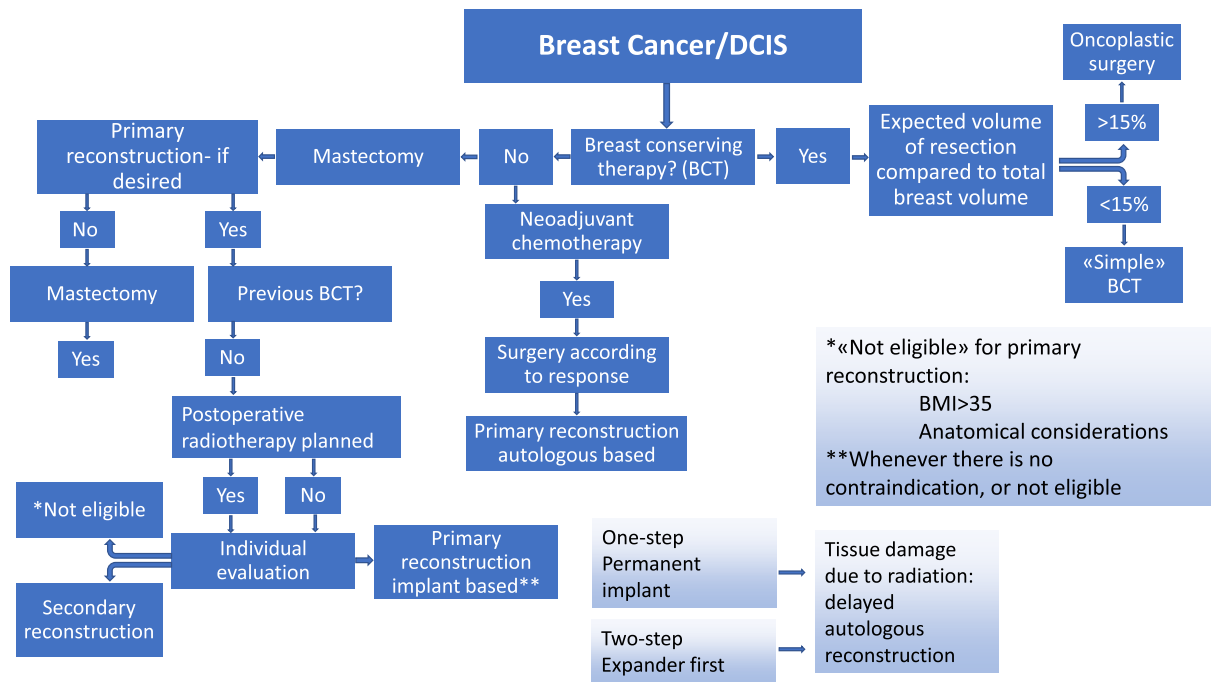 Breast Cancer/DCIS
Oncoplastic
surgery
>15%
Primary
reconstruction- if
desired
Mastectomy
No
Breast conserving
therapy? (BCT)
Yes
Expected volume
of resection
compared to total
breast volume
<15%
«Simple»
BCT
No
Yes
Neoadjuvant
chemotherapy
Mastectomy
Previous BCT?
Yes
Yes
No
Surgery according
to response
Postoperative
radiotherapy planned
Primary reconstruction
autologous based
Yes
No
*Not eligible
Individual
evaluation
Primary
reconstruction
implant based**
Secondary
reconstruction
*«Not eligible» for primary
reconstruction:
BMI>35
Anatomical considerations
**Whenever there is no
contraindication, or not eligible
One-step
Permanent
implant
Two-step
Expander first
Tissue damage
due to radiation:
delayed
autologous
reconstruction